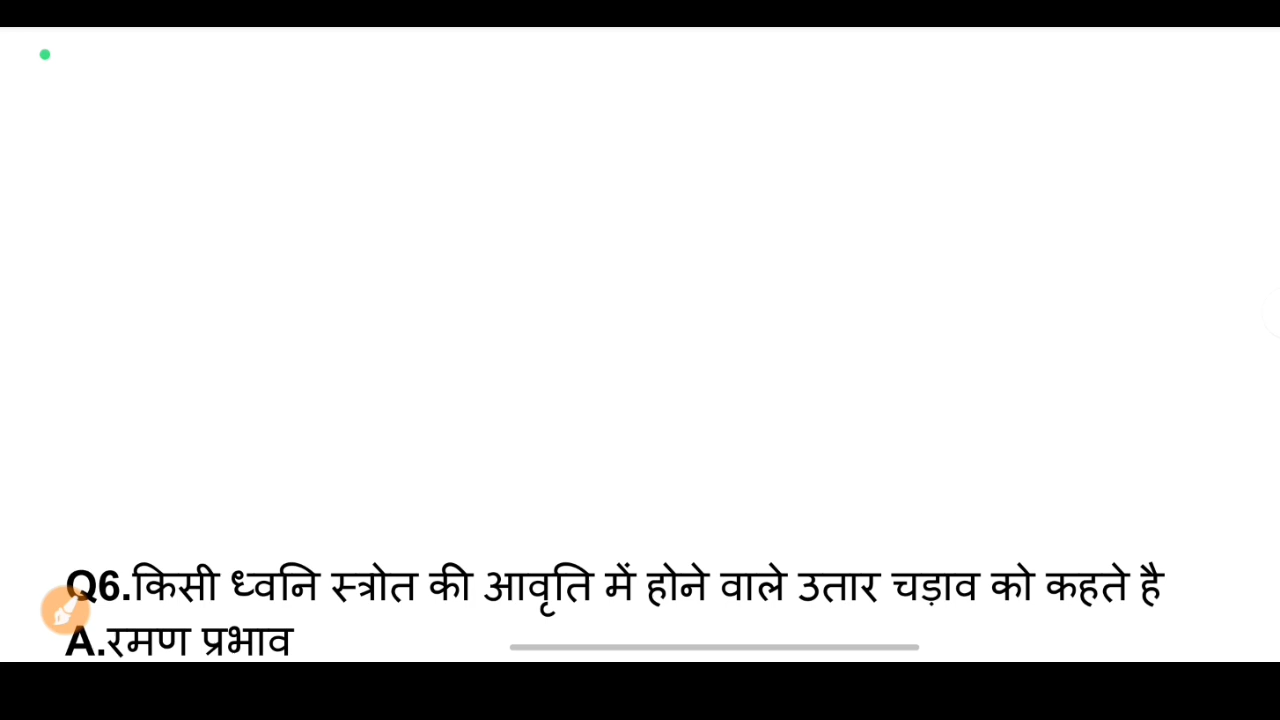 Q6.किसी ध्वनि स्त्रोत की आवृति में होने वाले उतार चड़ाव को कहते है
A.रमण प्रभाव